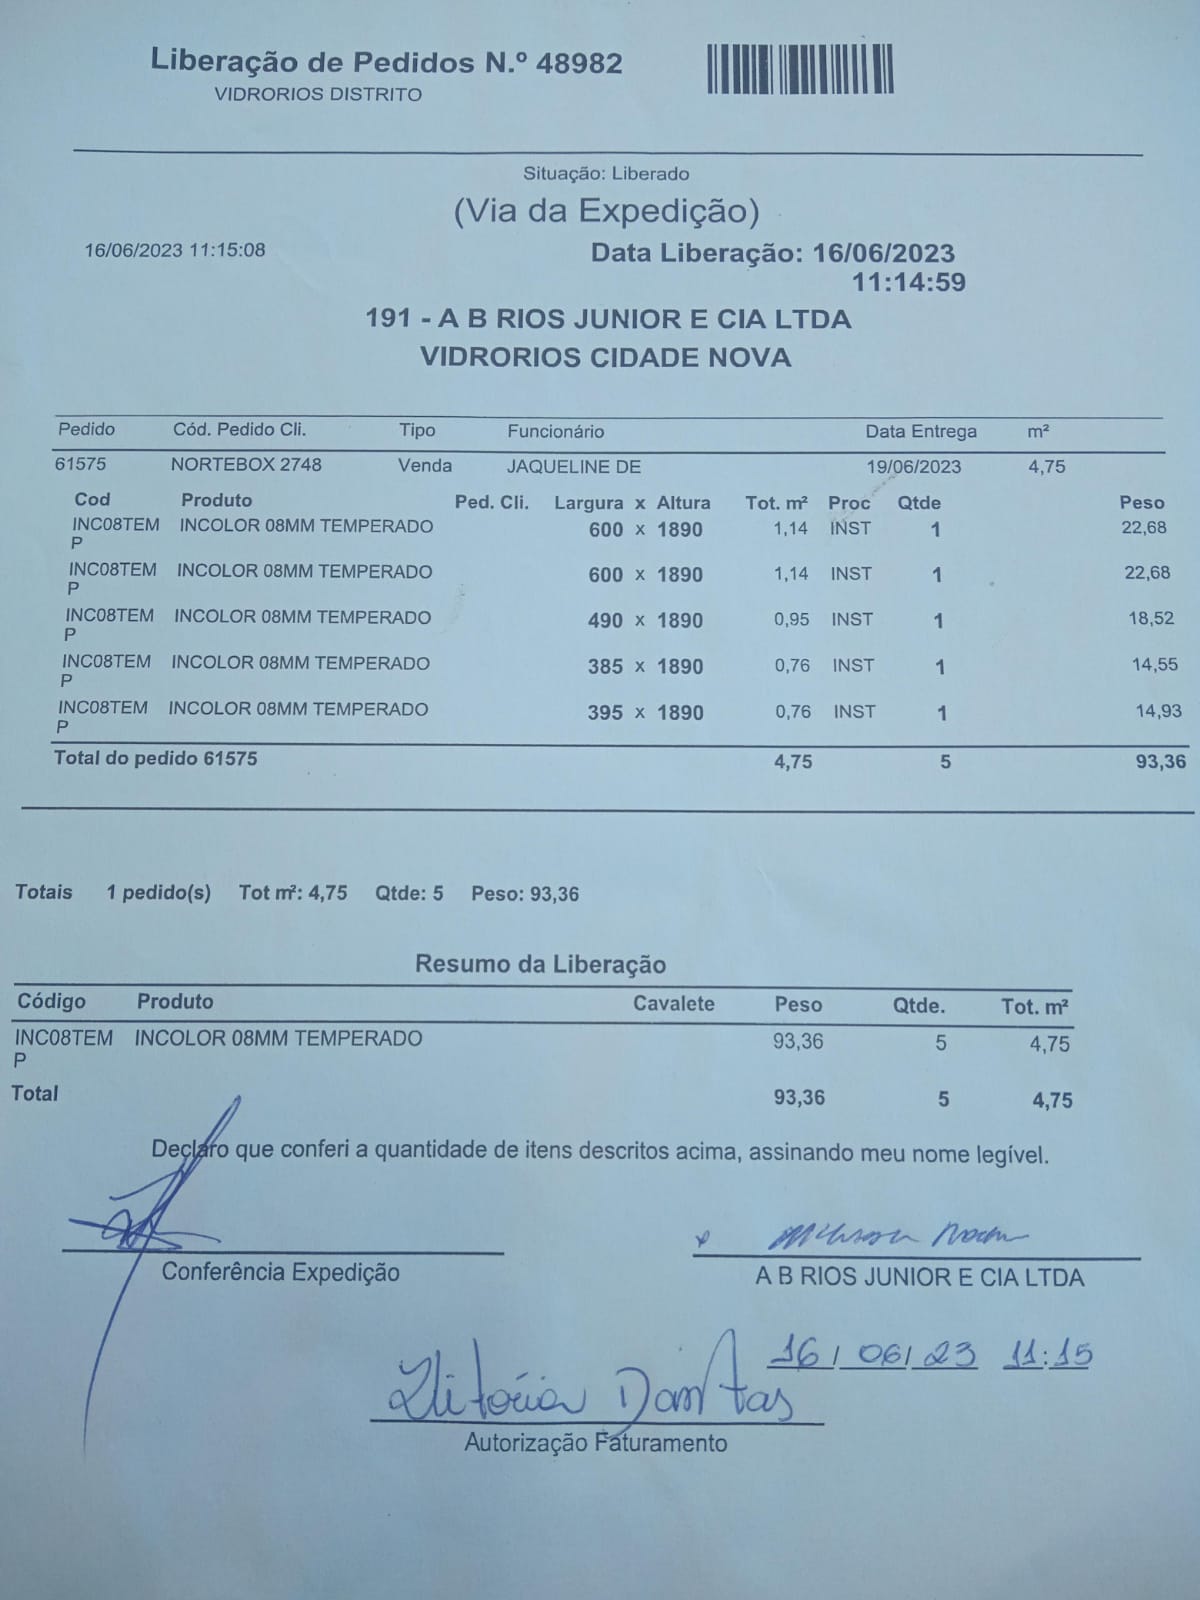 Liberação de Pedidos N.º 48982
VIDRORIOS DISTRITO
Situação: Liberado
(Via da Expedição)
16/06/2023 11:15:08 Data Liberação: 16/06/2023
11:14:59
191 - A B RIOS JUNIOR E CIA LTDA
VIDRORIOS CIDADE NOVA
Pedido Cód. Pedido Cli. Tipo Funcionário Data Entrega m²
61575 NORTEBOX 2748 Venda JAQUELINE DE 19/06/2023 4,75
Cod Produto Ped. Cli. Largura x Altura Tot. m² Proc Qtde Peso
INC08TEM INCOLOR 08MM TEMPERADO 600 x 1890 1,14 INST 1 22,68
P
INC08TEM INCOLOR 08MM TEMPERADO 600 x 1890 1,14 INST 1 22,68
P
INC08TEM INCOLOR 08MM TEMPERADO 490 x 1890 0,95 INST 1 18,52
P
INC08TEM INCOLOR 08MM TEMPERADO 385 x 1890 0,76 INST 1 14,55
P
INC08TEM INCOLOR 08MM TEMPERADO 395 x 1890 0,76 INST 1 14,93
P
Total do pedido 61575 4,75 5 93,36
Totais 1 pedido(s) Tot m²: 4,75 Qtde: 5 Peso: 93,36
Resumo da Liberação
Código Produto Cavalete Peso Qtde. Tot. m²
INC08TEM INCOLOR 08MM TEMPERADO 93,36 5 4,75
P
Total 93,36 5 4,75
Declaro que conferi a quantidade de itens descritos acima, assinando meu nome legível.
Conferência Expedição
A B RIOS JUNIOR E CIA LTDA
16/06/23 11:15
Vitória Dantas
Autorização Faturamento